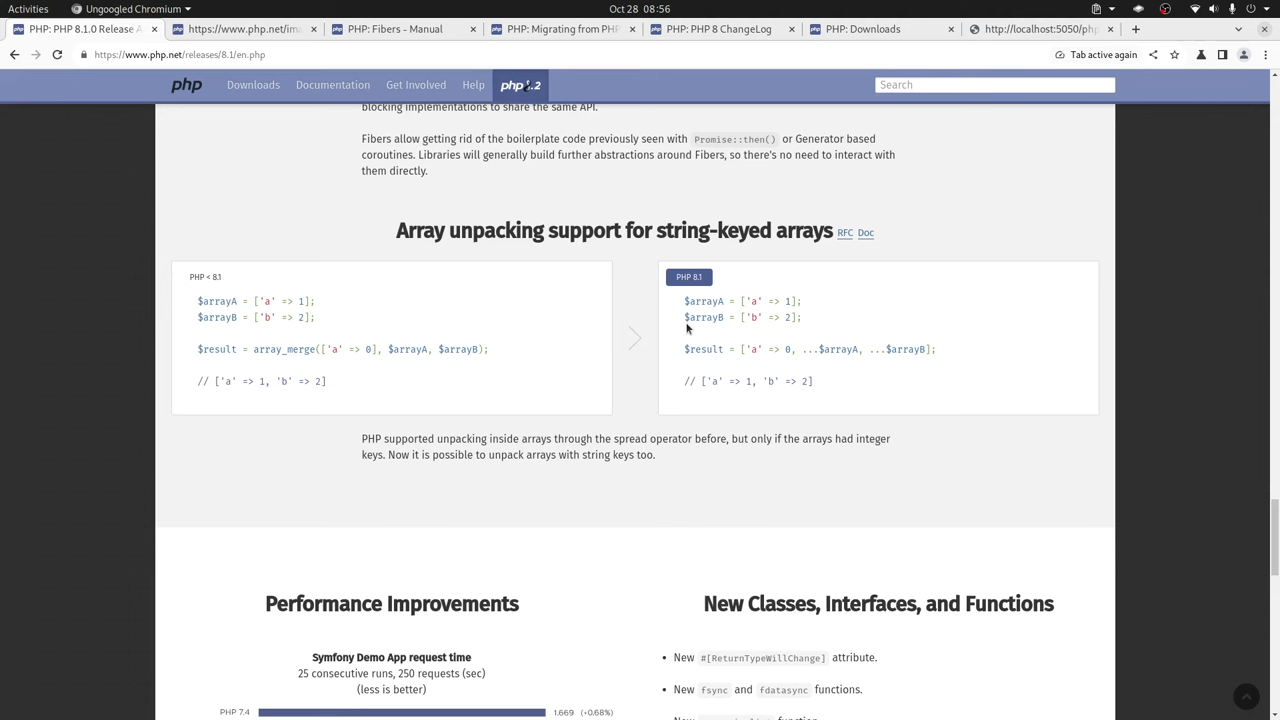 Activities
Ungoogled Chromium
Oct 28 08:56
PHP: PHP 8.1.0 Release A
https://www.php.net/ima
PHP: Fibers - Manual
PHP: Migrating from PHP
PHP: PHP 8 ChangeLog
PHP: Downloads
http://localhost:5050/php
https://www.php.net/releases/8.1/en.php
Tab active again
php
Downloads
Documentation
Get Involved
Help
Search
blocking implementations to share the same API.
Fibers allow getting rid of the boilerplate code previously seen with Promise::then() or Generator based
coroutines. Libraries will generally build further abstractions around Fibers, so there's no need to interact with
them directly.
Array unpacking support for string-keyed arrays RFC Doc
PHP < 8.1
$arrayA = ['a' => 1];
$arrayB = ['b' => 2];
$result = array_merge(['a' => 0], $arrayA, $arrayB);
// ['a' => 1, 'b' => 2]
PHP 8.1
$arrayA = ['a' => 1];
$arrayB = ['b' => 2];
$result = ['a' => 0, ...$arrayA, ...$arrayB];
// ['a' => 1, 'b' => 2]
PHP supported unpacking inside arrays through the spread operator before, but only if the arrays had integer
keys. Now it is possible to unpack arrays with string keys too.
Performance Improvements
Symfony Demo App request time
25 consecutive runs, 250 requests (sec)
(less is better)
PHP 7.4
1,669 (+0.68%)
New Classes, Interfaces, and Functions
• New #[ReturnTypeWillChange] attribute.
• New fsync and fdatasync functions.